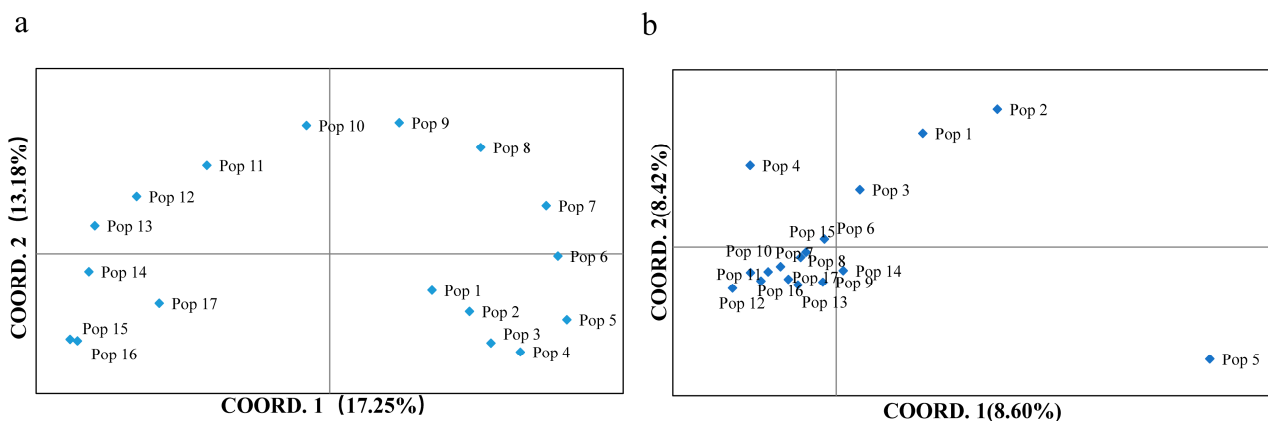 a
b
Pop 10
Pop 9
Pop 8
Pop 11
Pop 12
Pop 7
Pop 13
Pop 6
Pop 14
Pop 1
Pop 17
Pop 2
Pop 5
Pop 15
Pop 3
Pop 16
Pop 4
COORD. 2 (13.18%)
COORD. 1 (17.25%)
Pop 2
Pop 1
Pop 4
Pop 3
Pop 15
Pop 6
Pop 10
Pop 7
Pop 8
Pop 14
Pop 11
Pop 17
Pop 9
Pop 16
Pop 12
Pop 13
Pop 5
COORD. 2(8.42%)
COORD. 1(8.60%)